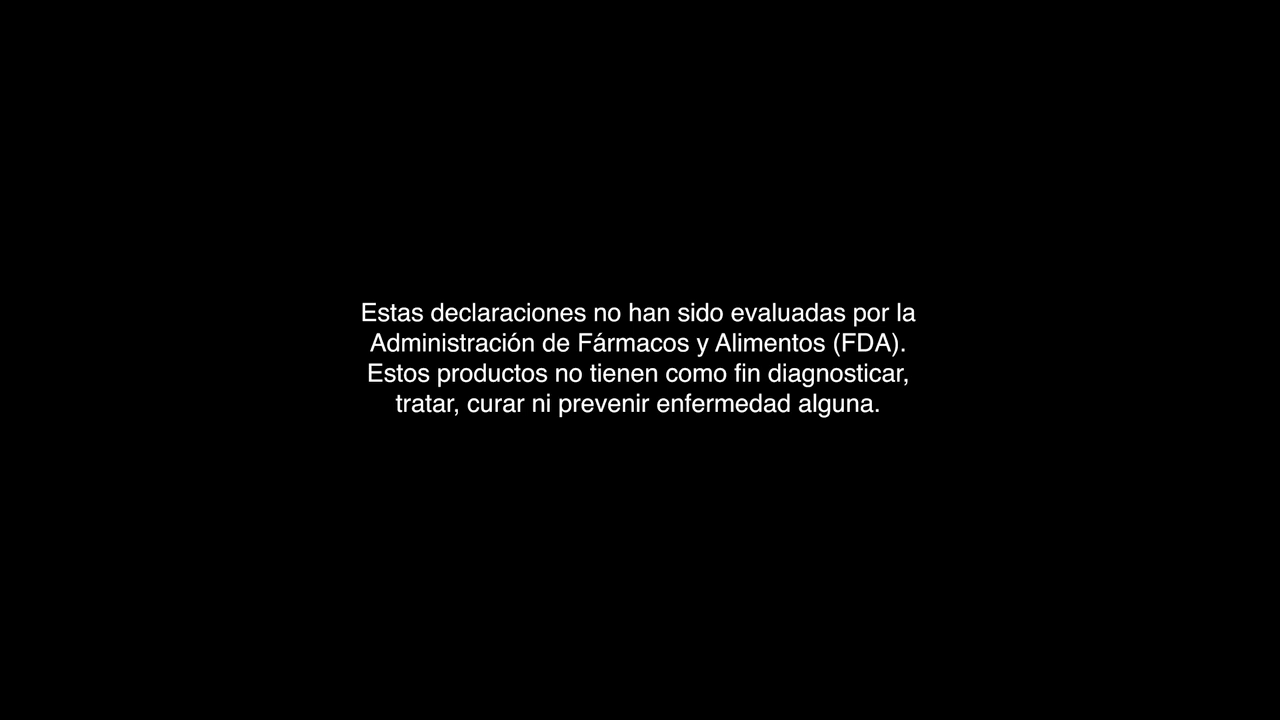 Estas declaraciones no han sido evaluadas por la
Administración de Fármacos y Alimentos (FDA).
Estos productos no tienen como fin diagnosticar,
tratar, curar ni prevenir enfermedad alguna.